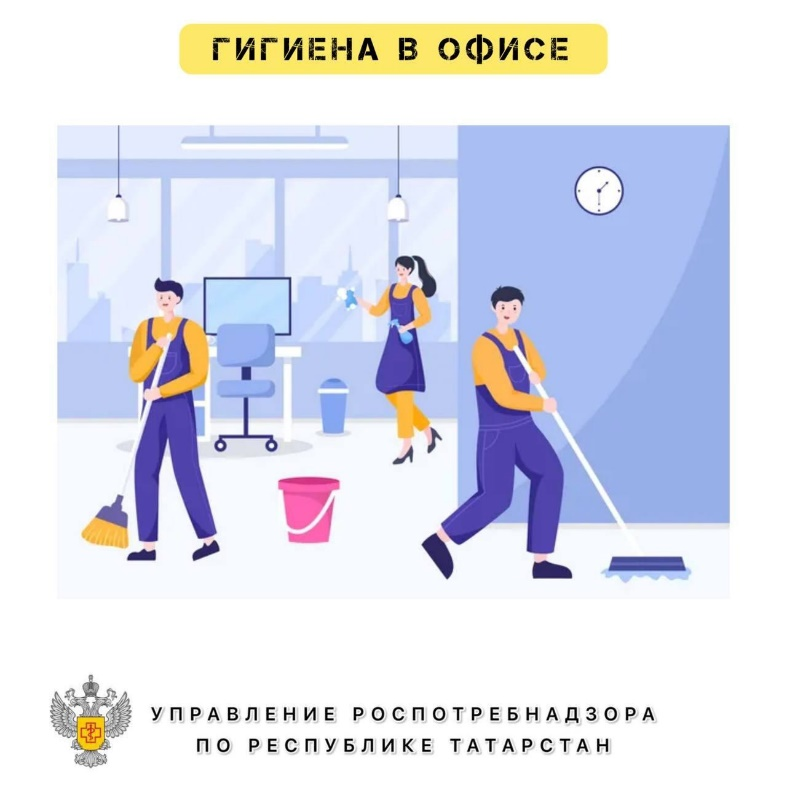 ГИГИЕНА В ОФИСЕ
УПРАВЛЕНИЕ РОСПОТРЕБНАДЗОРА
ПО РЕСПУБЛИКЕ ТАТАРСТАН